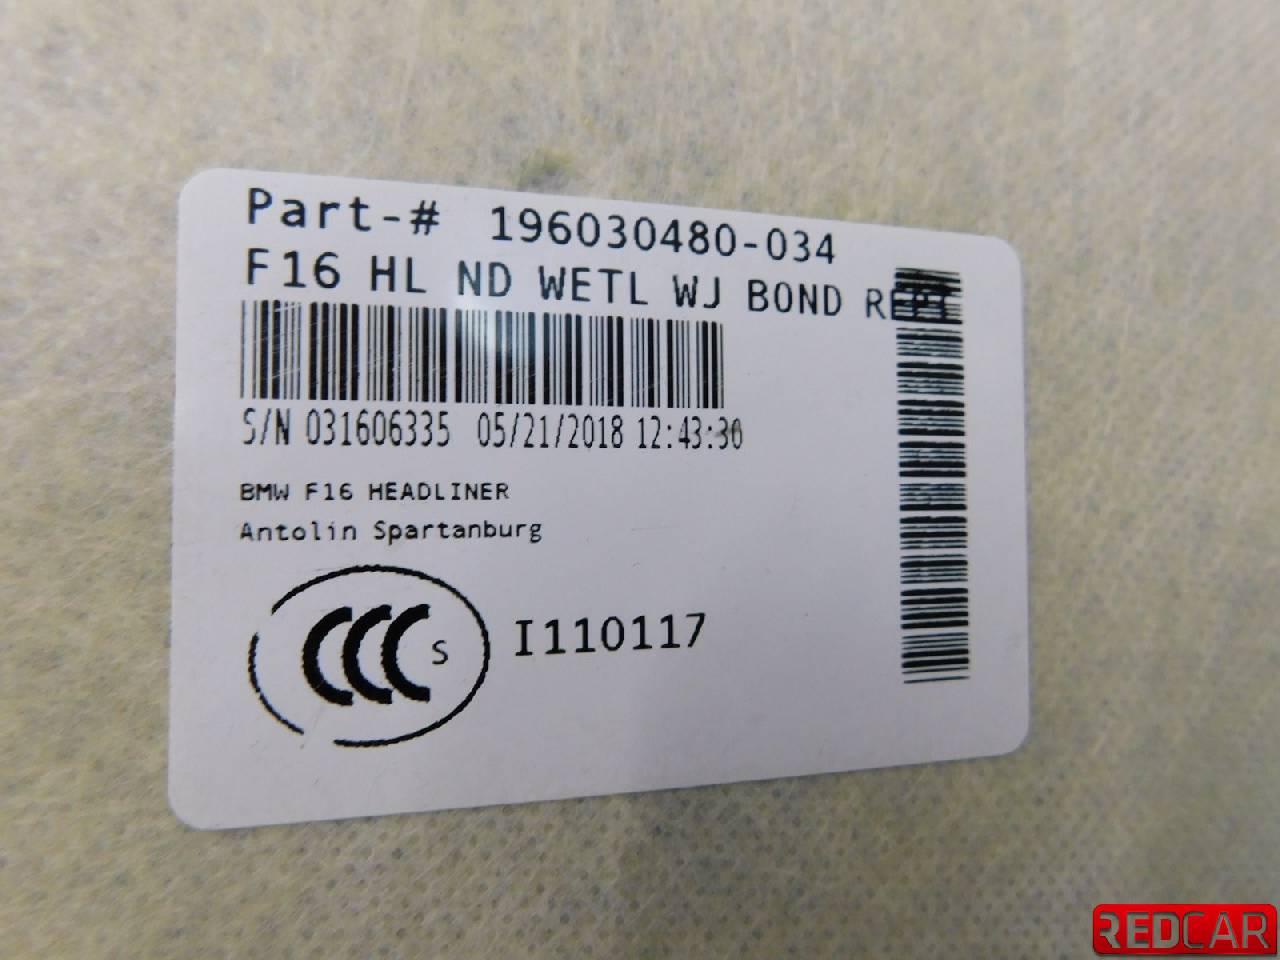 Part-# 196030480-034
F16 HL ND WETL WJ BOND
S/N 031606335 05/21/2018 12:43:30
BMW F16 HEADLINER
Antolin Spartanburg
CCC S I110117
REDCAR